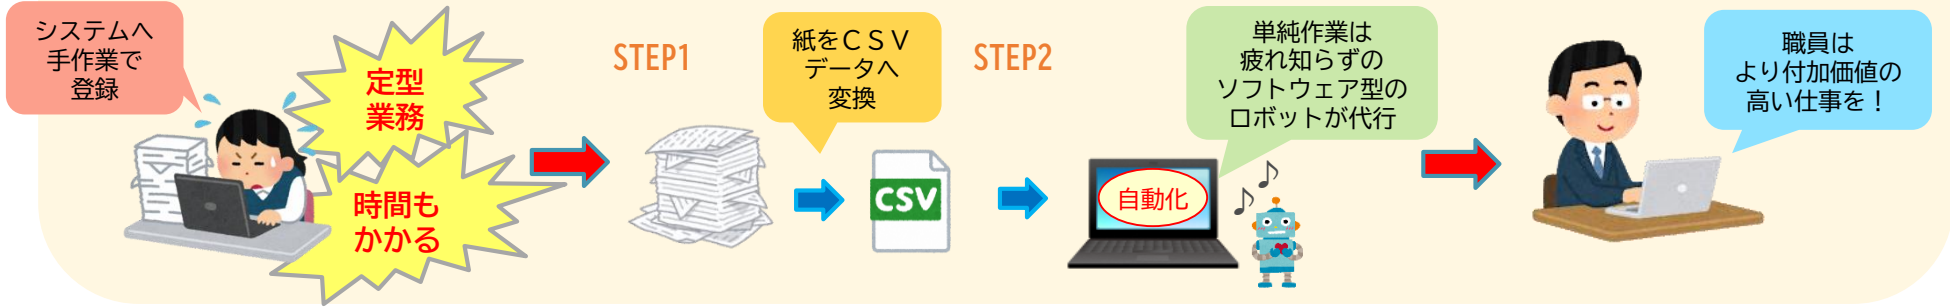 システムへ
手作業で
登録
定型
業務
時間も
かかる
STEP1
紙をＣＳＶ
データへ
変換
CSV
STEP2
単純作業は
疲れ知らずの
ソフトウェア型の
ロボットが代行
自動化
職員は
より付加価値の
高い仕事を！